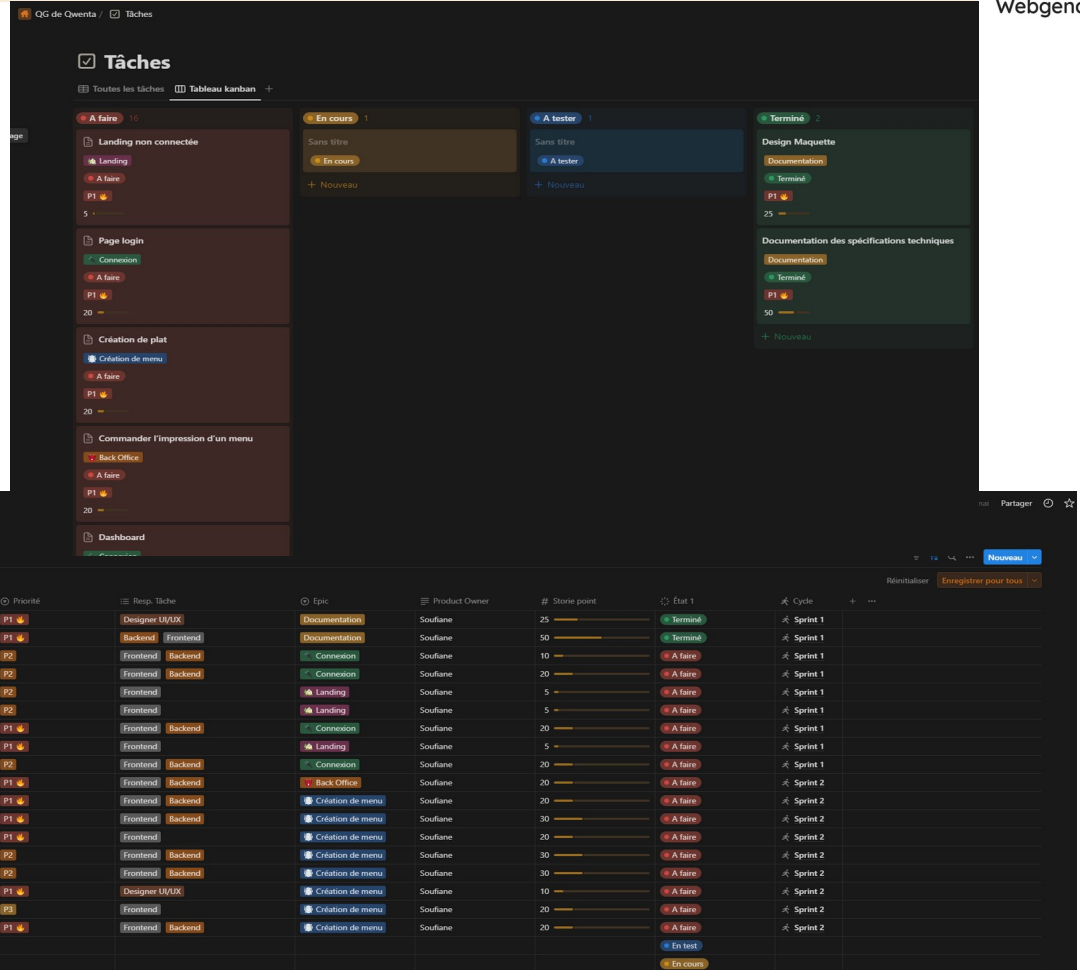 Webgenc
QG de Qwenta / Tâches
Tâches
Toutes les tâches Tableau kanban +
A faire 16
En cours 1
A tester 1
Terminé 2
age
Landing non connectée
Landing
A faire
P1
5
Page login
Connexion
A faire
P1
20
Création de plat
Création de menu
A faire
P1
20
Commander l'impression d'un menu
Back Office
A faire
P1
20
Dashboard
Sans titre
En cours
+ Nouveau
Sans titre
A tester
+ Nouveau
Design Maquette
Documentation
Terminé
P1
25
Documentation des spécifications techniques
Documentation
Terminé
P1
50
+ Nouveau
Partager
Nouveau
Réinitialiser Enregistrer pour tous
Priorité Resp. Tâche Epic Product Owner # Storie point État 1 Cycle + ...
P1 Designer UI/UX Documentation Soufiane 25 Terminé Sprint 1
P1 Backend Frontend Documentation Soufiane 50 Terminé Sprint 1
P2 Frontend Backend Connexion Soufiane 10 A faire Sprint 1
P2 Frontend Backend Connexion Soufiane 20 A faire Sprint 1
P2 Frontend Landing Soufiane 5 A faire Sprint 1
P2 Frontend Landing Soufiane 5 A faire Sprint 1
P1 Frontend Backend Connexion Soufiane 20 A faire Sprint 1
P1 Frontend Landing Soufiane 5 A faire Sprint 1
P2 Frontend Backend Connexion Soufiane 20 A faire Sprint 1
P1 Frontend Backend Back Office Soufiane 20 A faire Sprint 2
P1 Frontend Backend Création de menu Soufiane 20 A faire Sprint 2
P1 Frontend Backend Création de menu Soufiane 30 A faire Sprint 2
P1 Frontend Création de menu Soufiane 20 A faire Sprint 2
P2 Frontend Backend Création de menu Soufiane 30 A faire Sprint 2
P2 Frontend Backend Création de menu Soufiane 30 A faire Sprint 2
P1 Designer UI/UX Création de menu Soufiane 10 A faire Sprint 2
P3 Frontend Création de menu Soufiane 20 A faire Sprint 2
P1 Frontend Backend Création de menu Soufiane 20 A faire Sprint 2
En test
En cours